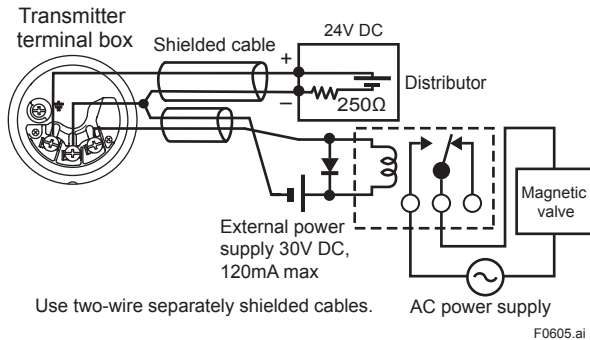 Transmitter
terminal box
Shielded cable
24V DC
+
−
250Ω
Distributor
External power
supply 30V DC,
120mA max
Magnetic
valve
Use two-wire separately shielded cables.
AC power supply
F0605.ai